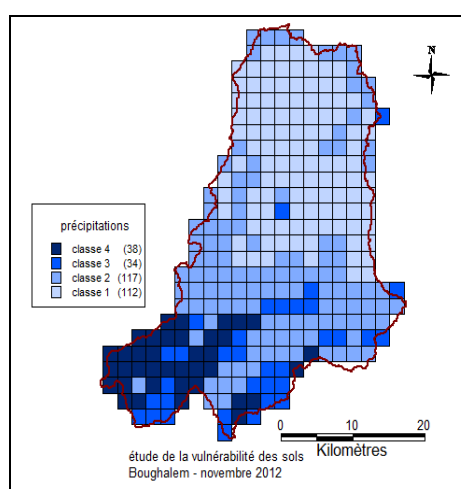 N
précipitations
classe 4 (38)
classe 3 (34)
classe 2 (117)
classe 1 (112)
0 10 20
Kilomètres
étude de la vulnérabilité des sols
Boughalem - novembre 2012